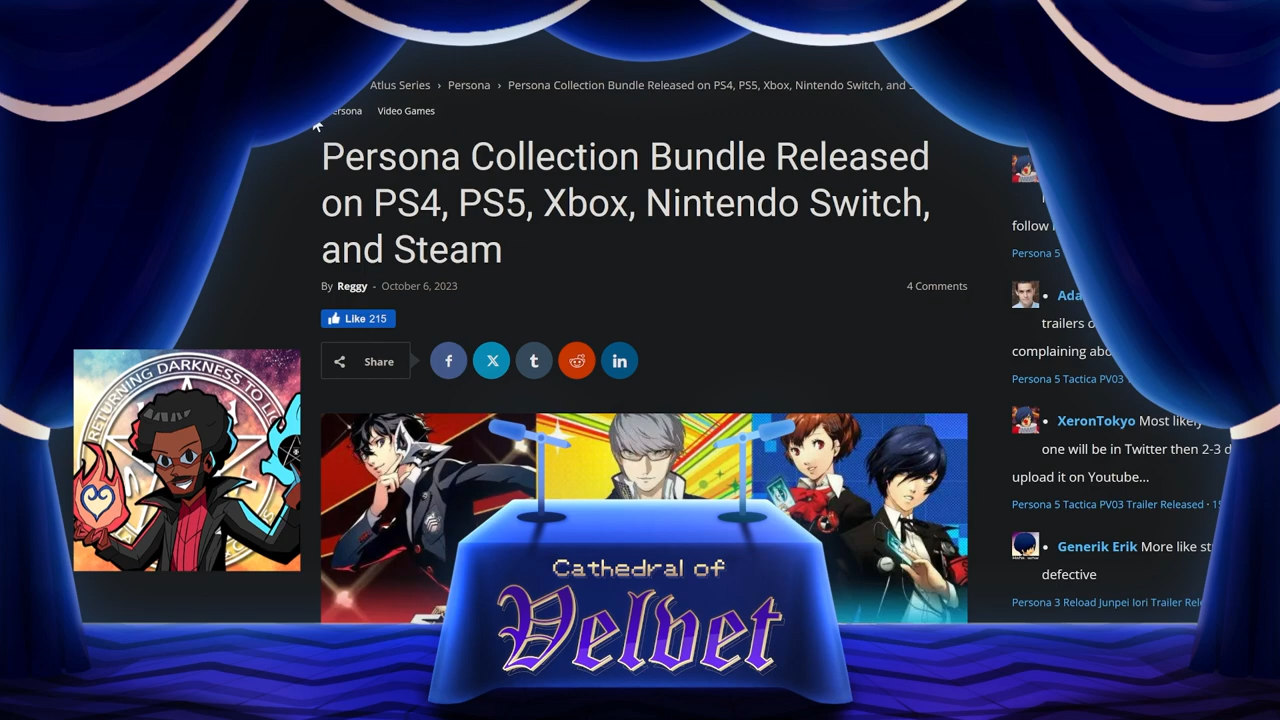 Atlus Series › Persona › Persona Collection Bundle Released on PS4, PS5, Xbox, Nintendo Switch, and
Video Games
Persona Collection Bundle Released
on PS4, PS5, Xbox, Nintendo Switch,
and Steam
By Reggy - October 6, 2023
4 Comments
Like 215
Share
RETURNING DARKNESS TO
Cathedral of
Velvet
follow
Persona 5
trailers
complaining
Persona 5 Tactica PV03
XeronTokyo Most likely
one will be in Twitter then 2-3
upload it on Youtube...
Persona 5 Tactica PV03 Trailer Released
Generik Erik More like
defective
Persona 3 Reload Junpei Iori Trailer